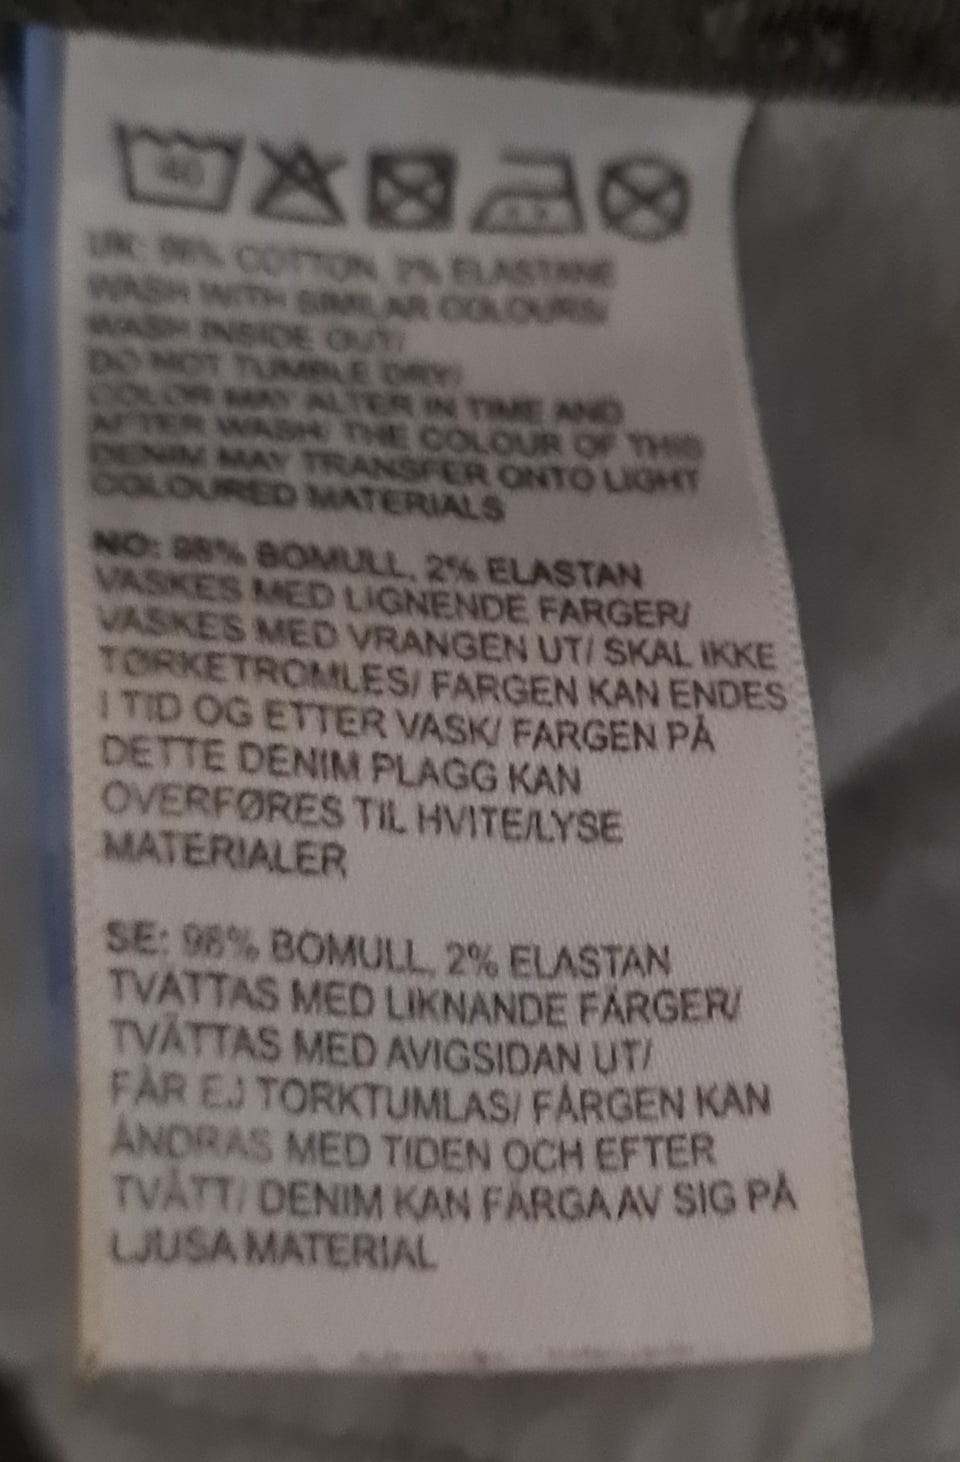 40
UK: 98% COTTON, 2% ELASTANE
WASH WITH SIMILAR COLOURS/
WASH INSIDE OUT/
DO NOT TUMBLE DRY/
COLOR MAY ALTER IN TIME AND
AFTER WASH/ THE COLOUR OF THIS
DENIM MAY TRANSFER ONTO LIGHT
COLOURED MATERIALS
NO: 98% BOMULL, 2% ELASTAN
VASKES MED LIGNENDE FARGER/
VASKES MED VRANGEN UT/ SKAL IKKE
TØRKETROMLES/ FARGEN KAN ENDES
I TID OG ETTER VASK/ FARGEN PÅ
DETTE DENIM PLAGG KAN
OVERFØRES TIL HVITE/LYSE
MATERIALER
SE: 98% BOMULL, 2% ELASTAN
TVÄTTAS MED LIKNANDE FÄRGER/
TVÄTTAS MED AVIGSIDAN UT/
FÅR EJ TORKTUMLAS/ FÄRGEN KAN
ÄNDRAS MED TIDEN OCH EFTER
TVÄTT/ DENIM KAN FÄRGA AV SIG PÅ
LJUSA MATERIAL